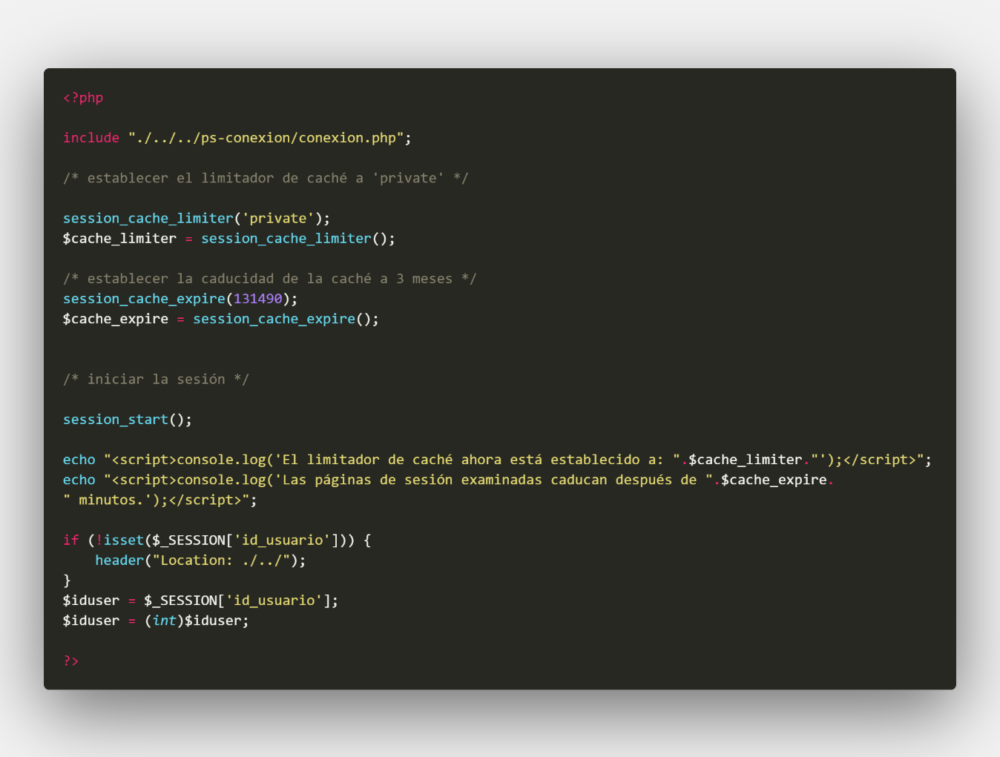 <?php
include "./../../ps-conexion/conexion.php";
/* establecer el limitador de caché a 'private' */
session_cache_limiter('private');
$cache_limiter = session_cache_limiter();
/* establecer la caducidad de la caché a 3 meses */
session_cache_expire(131490);
$cache_expire = session_cache_expire();
/* iniciar la sesión */
session_start();
echo "<script>console.log('El limitador de caché ahora está establecido a: ".$cache_limiter."');</script>";
echo "<script>console.log('Las páginas de sesión examinadas caducan después de ".$cache_expire.
" minutos.');</script>";
if (!isset($_SESSION['id_usuario'])) {
    header("Location: ./../");
}
$iduser = $_SESSION['id_usuario'];
$iduser = (int)$iduser;
?>